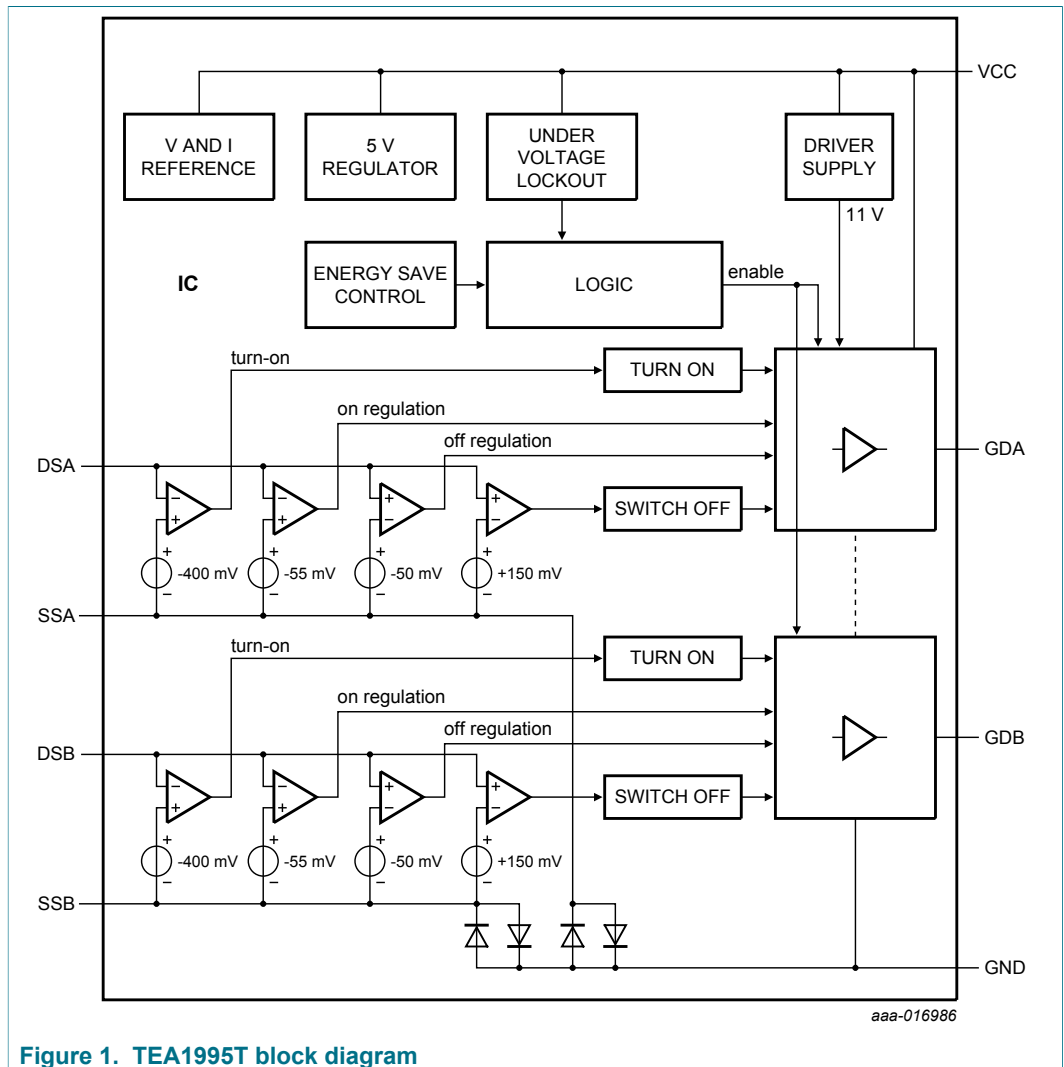 VCC
V AND I
REFERENCE
5 V
REGULATOR
UNDER
VOLTAGE
LOCKOUT
DRIVER
SUPPLY
11 V
IC
ENERGY SAVE
CONTROL
LOGIC
enable
turn-on
TURN ON
on regulation
off regulation
DSA
GDA
SWITCH OFF
-
+
-
+
+
-
+
-
+
-400 mV
-
+
-55 mV
-
+
-50 mV
-
+
+150 mV
-
SSA
turn-on
TURN ON
on regulation
off regulation
DSB
GDB
SWITCH OFF
-
+
-
+
+
-
+
-
+
-400 mV
-
+
-55 mV
-
+
-50 mV
-
+
+150 mV
-
SSB
GND
aaa-016986
Figure 1. TEA1995T block diagram